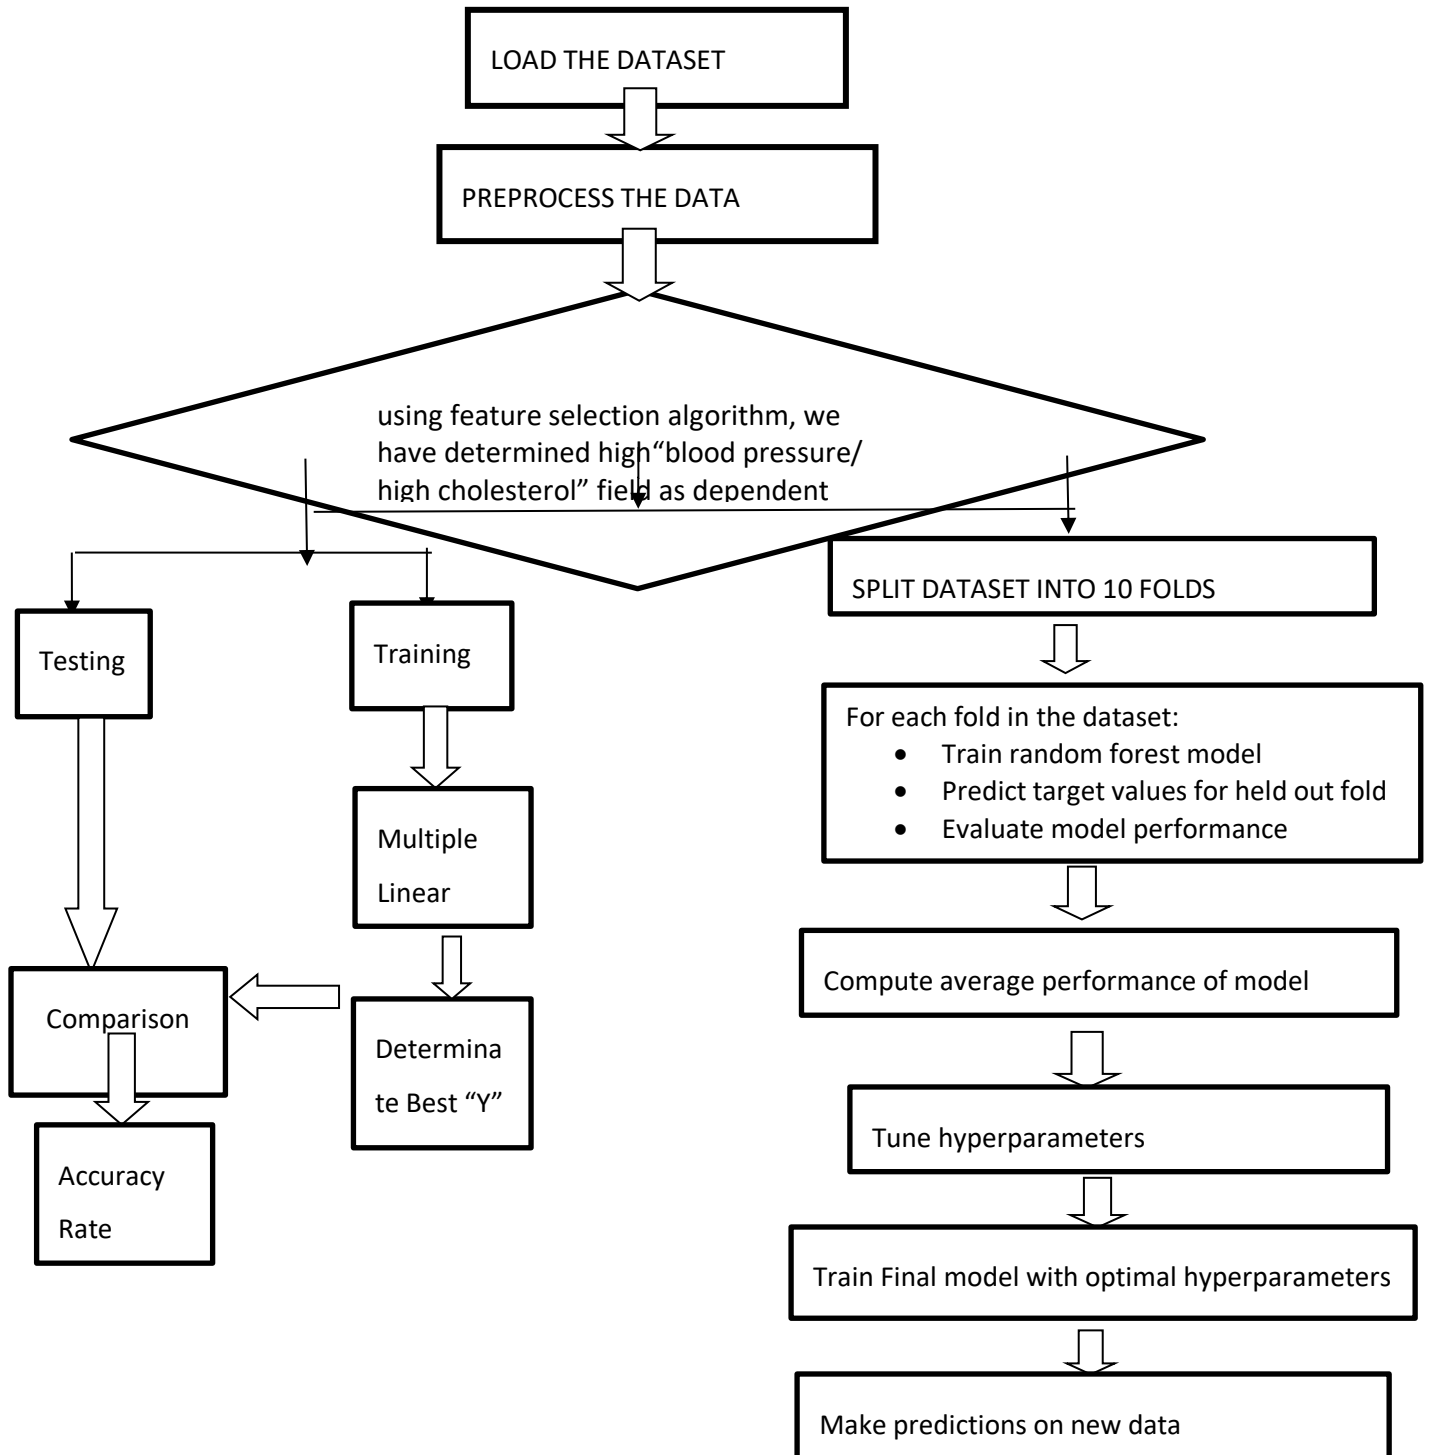 LOAD THE DATASET
PREPROCESS THE DATA
using feature selection algorithm, we
have determined high“blood pressure/
high cholesterol” field as dependent
SPLIT DATASET INTO 10 FOLDS
Testing
Training
For each fold in the dataset:
• Train random forest model
• Predict target values for held out fold
• Evaluate model performance
Multiple
Linear
Compute average performance of model
Comparison
Determina
te Best “Y”
Tune hyperparameters
Accuracy
Rate
Train Final model with optimal hyperparameters
Make predictions on new data